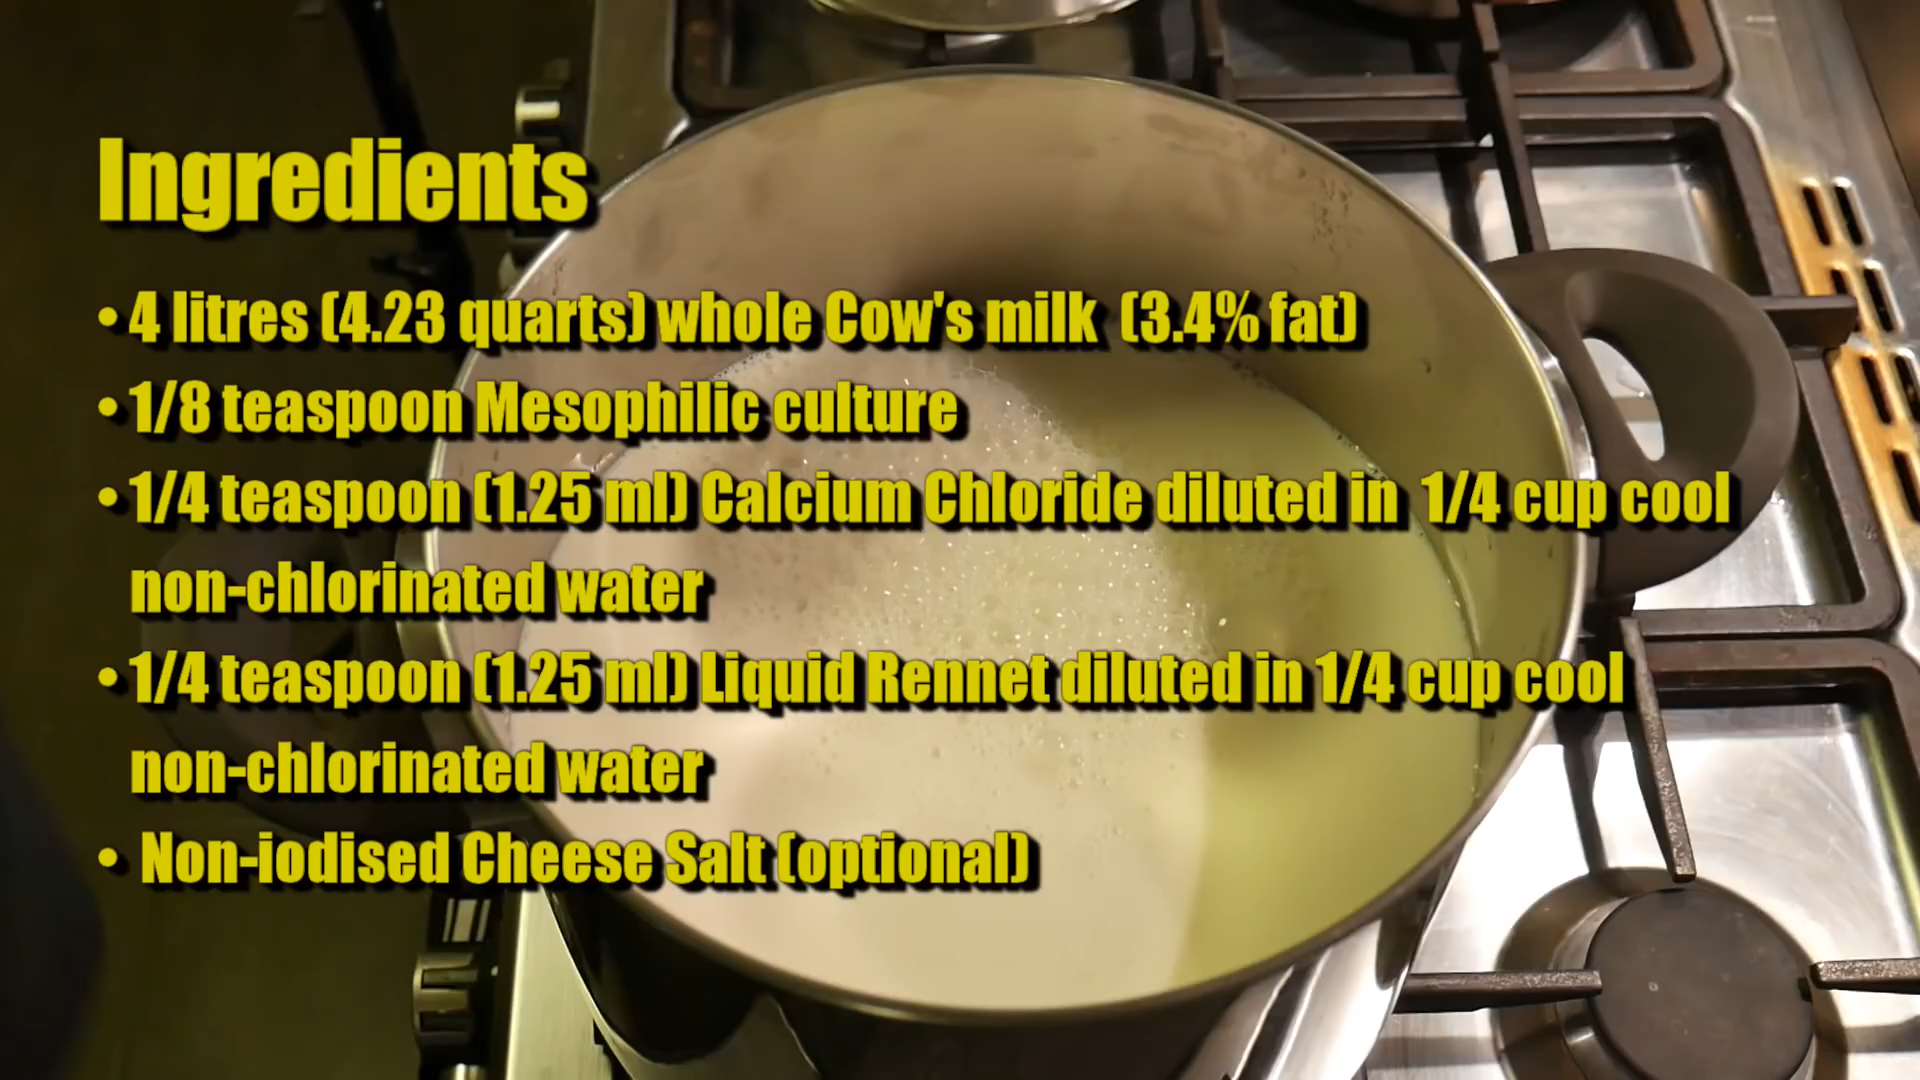 Ingredients
• 4 litres (4.23 quarts) whole Cow's milk (3.4% fat)
• 1/8 teaspoon Mesophilic culture
• 1/4 teaspoon (1.25 ml) Calcium Chloride diluted in 1/4 cup cool
non-chlorinated water
• 1/4 teaspoon (1.25 ml) Liquid Rennet diluted in 1/4 cup cool
non-chlorinated water
• Non-iodised Cheese Salt (optional)